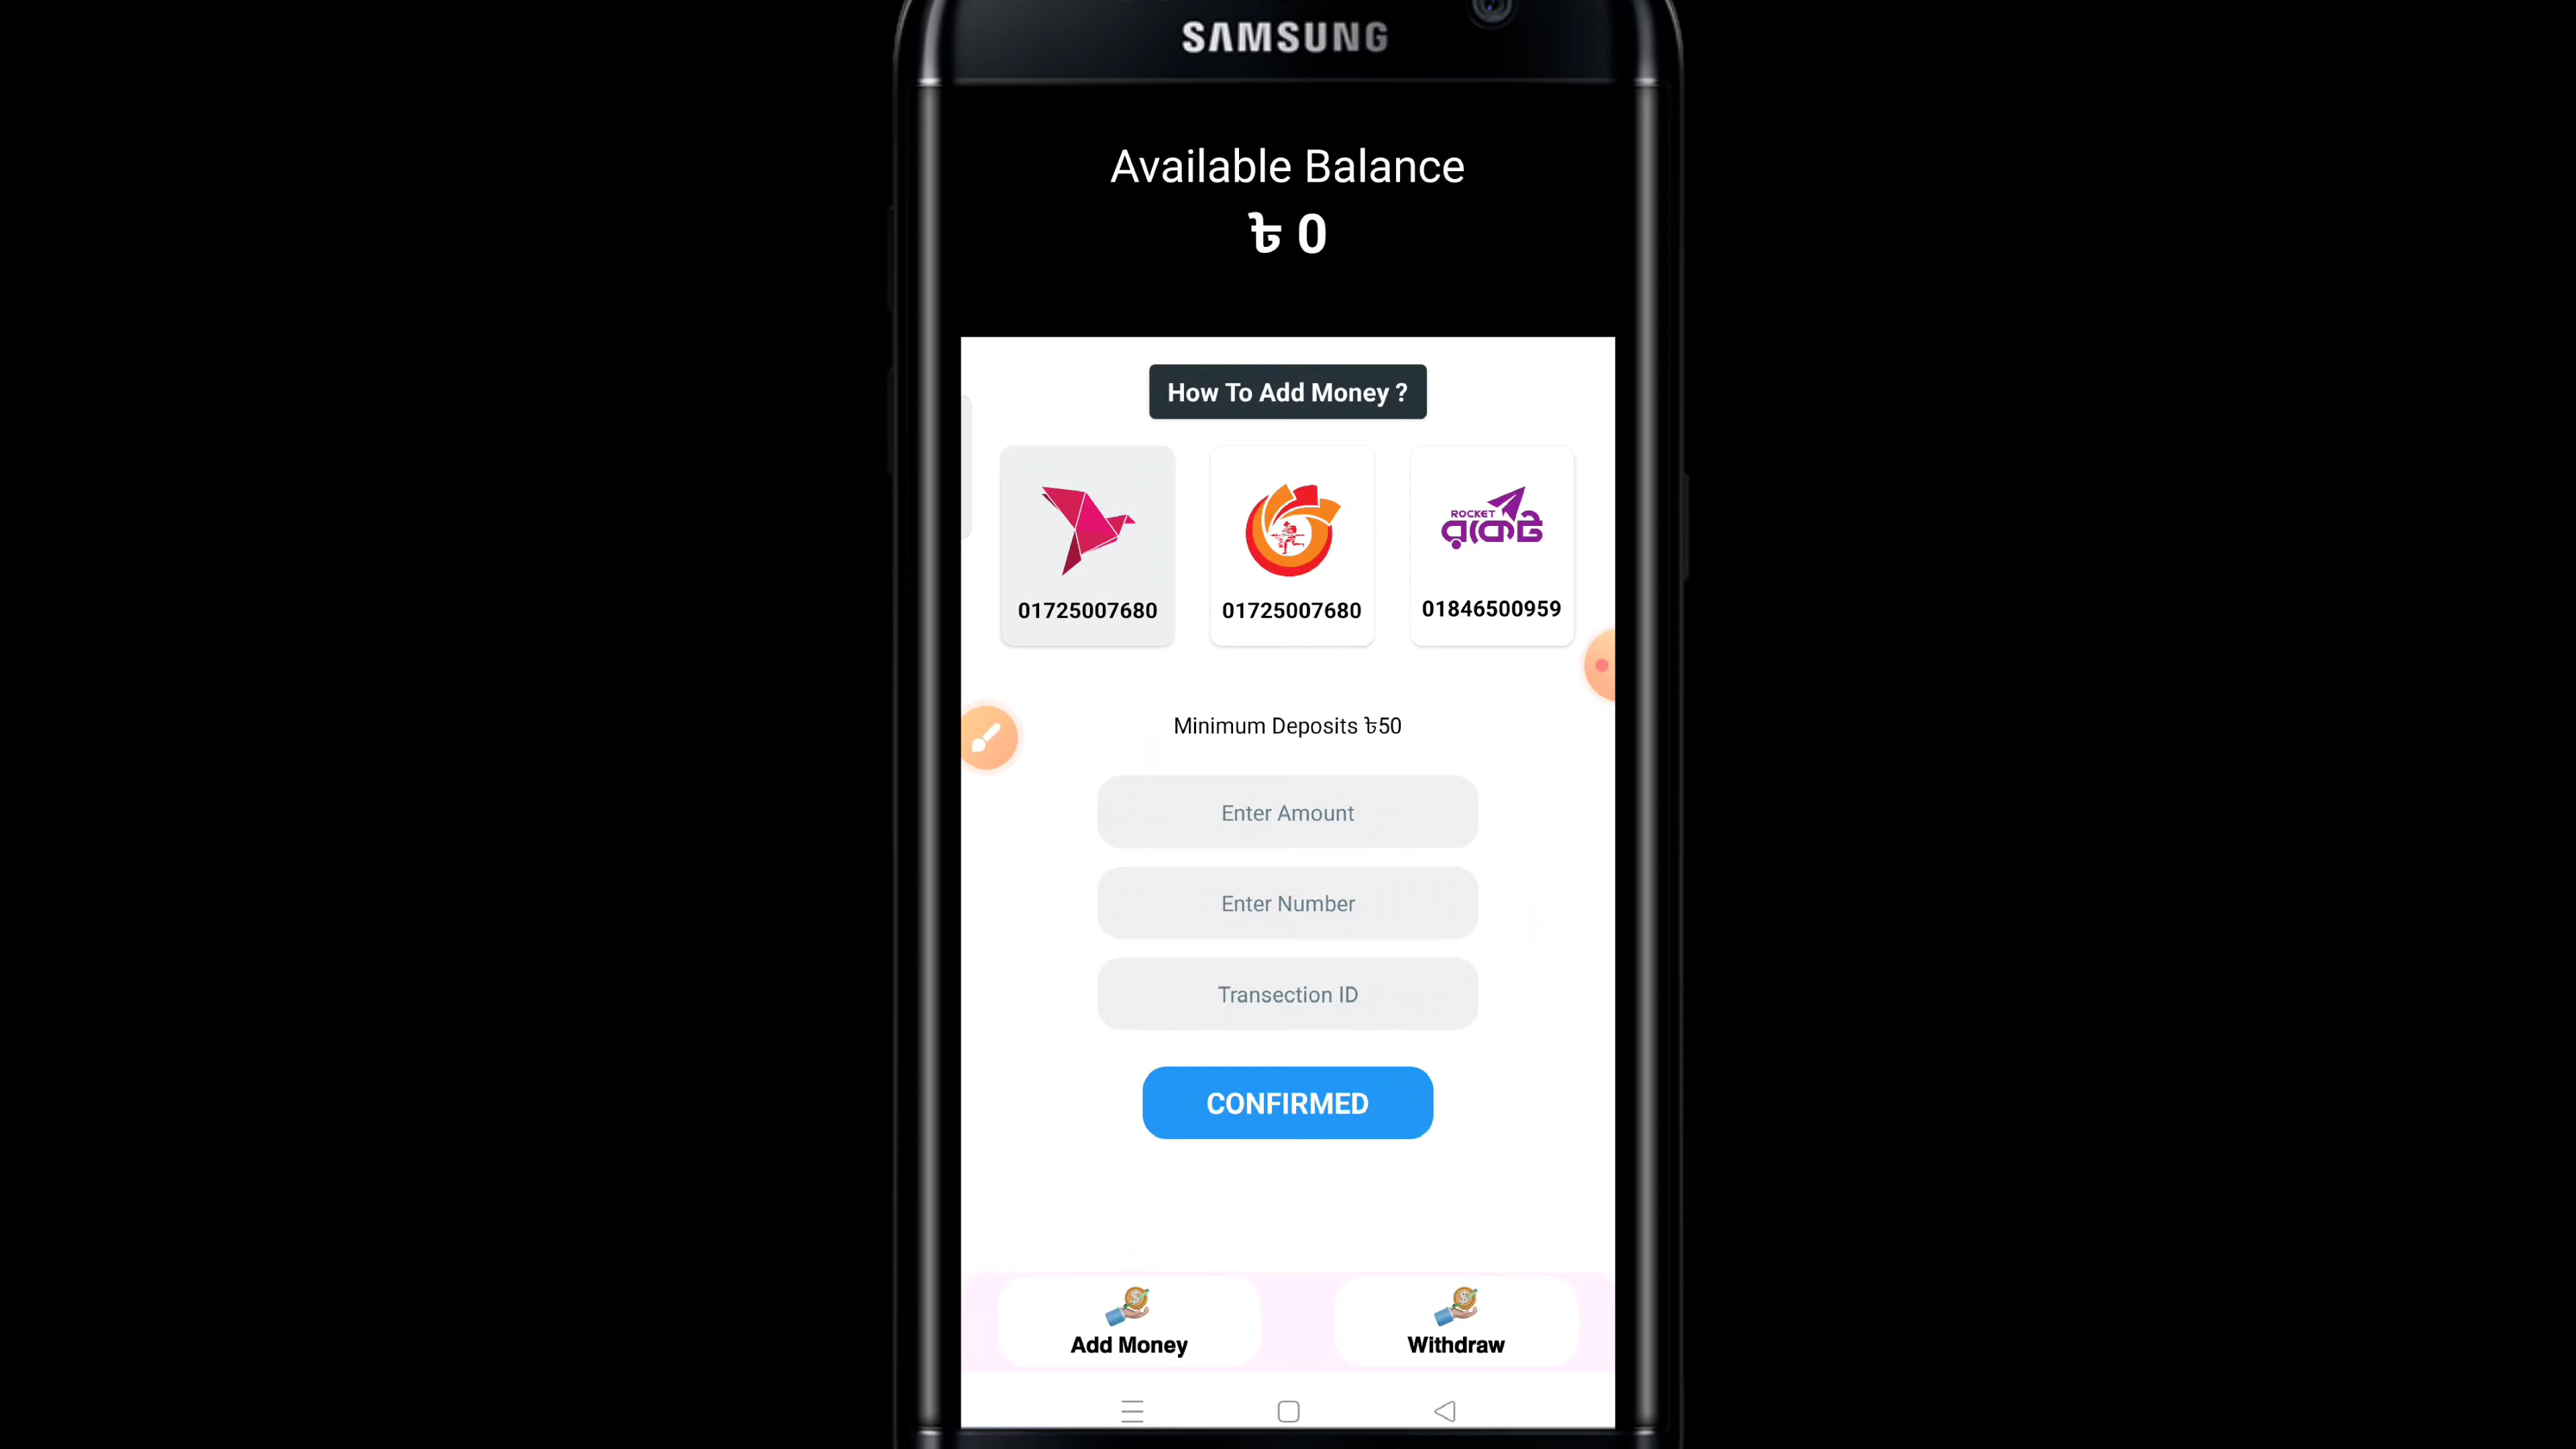 SAMSUNG
Available Balance
৳ 0
How To Add Money ?
ROCKET
রকেট
01725007680
01725007680
01846500959
Minimum Deposits ৳50
Enter Amount
Enter Number
Transection ID
CONFIRMED
Add Money
Withdraw